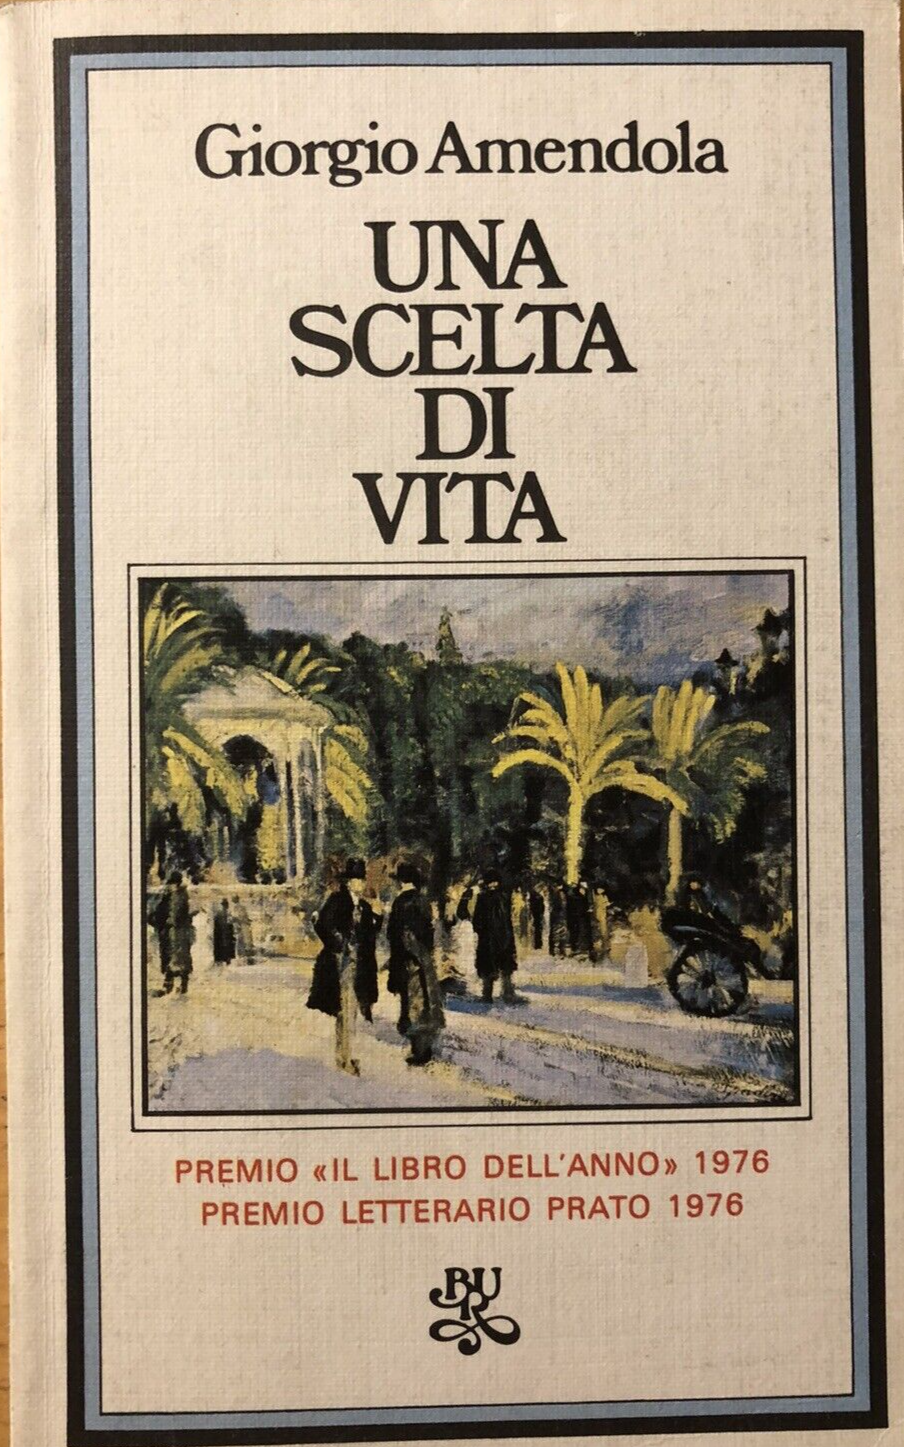 Giorgio Amendola
UNA
SCELTA
DI
VITA
PREMIO «IL LIBRO DELL'ANNO» 1976
PREMIO LETTERARIO PRATO 1976
BUR